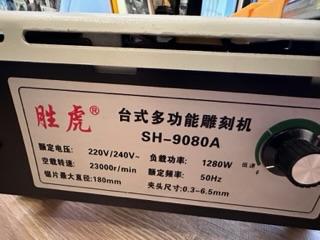 胜虎®
台式多功能雕刻机
SH-9080A
额定电压: 220V/240V~ 负载功率: 1280W
空载转速: 23000r/min 额定频率: 50Hz
锯片最大直径:180mm 夹头尺寸:0.3-6.5mm
低速